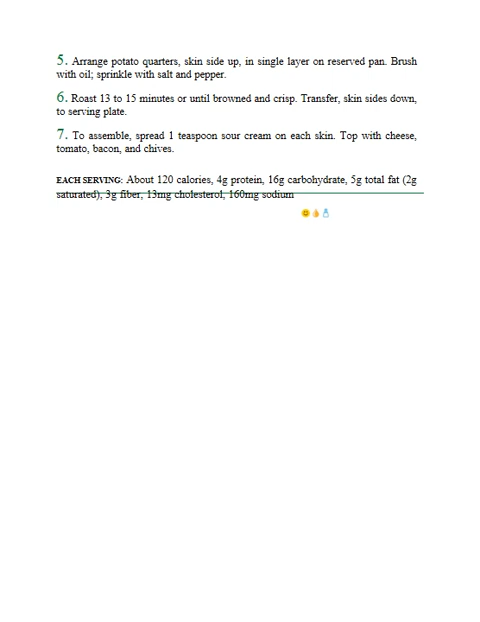 5. Arrange potato quarters, skin side up, in single layer on reserved pan. Brush
with oil; sprinkle with salt and pepper.
6. Roast 13 to 15 minutes or until browned and crisp. Transfer, skin sides down,
to serving plate.
7. To assemble, spread 1 teaspoon sour cream on each skin. Top with cheese,
tomato, bacon, and chives.
EACH SERVING: About 120 calories, 4g protein, 16g carbohydrate, 5g total fat (2g
saturated), 3g fiber, 13mg cholesterol, 160mg sodium